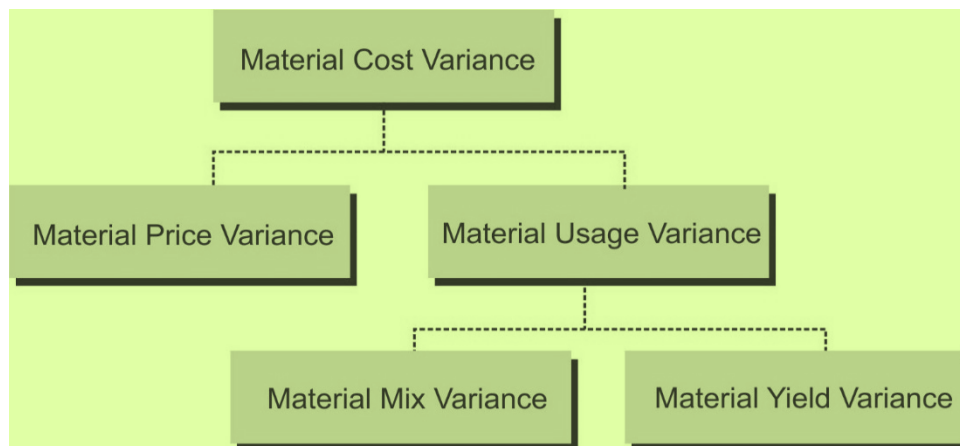 Material Cost Variance
Material Price Variance
Material Usage Variance
Material Mix Variance
Material Yield Variance